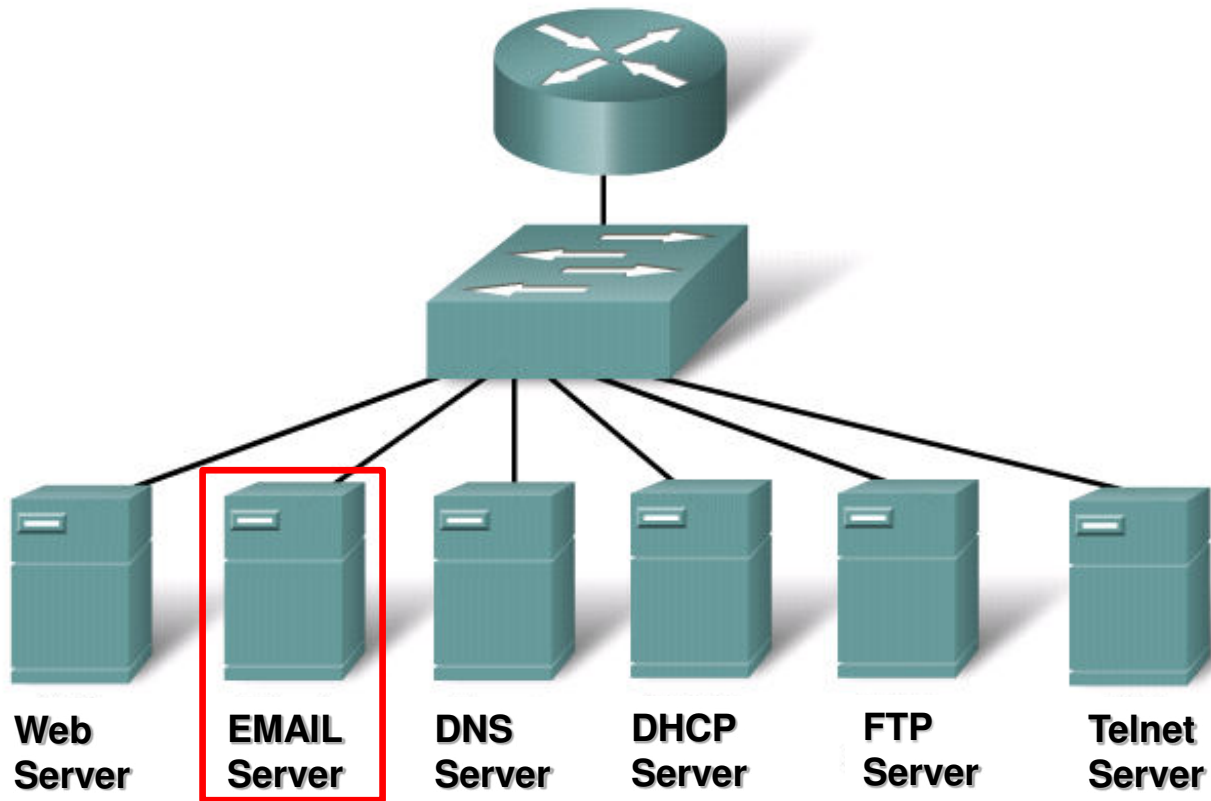 Web
Server
EMAIL
Server
DNS
Server
DHCP
Server
FTP
Server
Telnet
Server